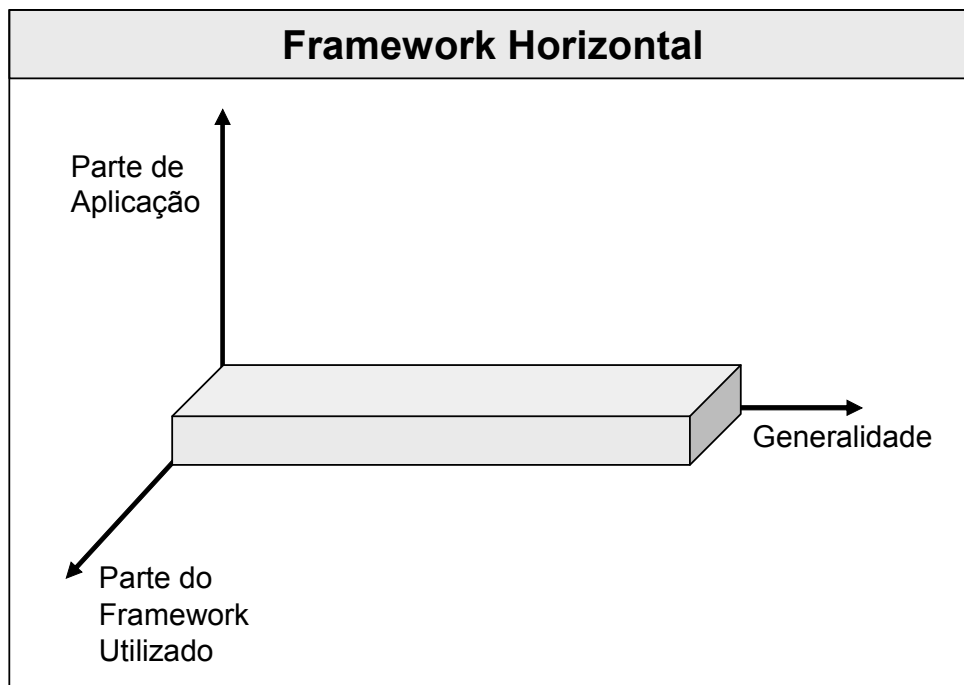 Framework Horizontal
Parte de
Aplicação
Generalidade
Parte do
Framework
Utilizado